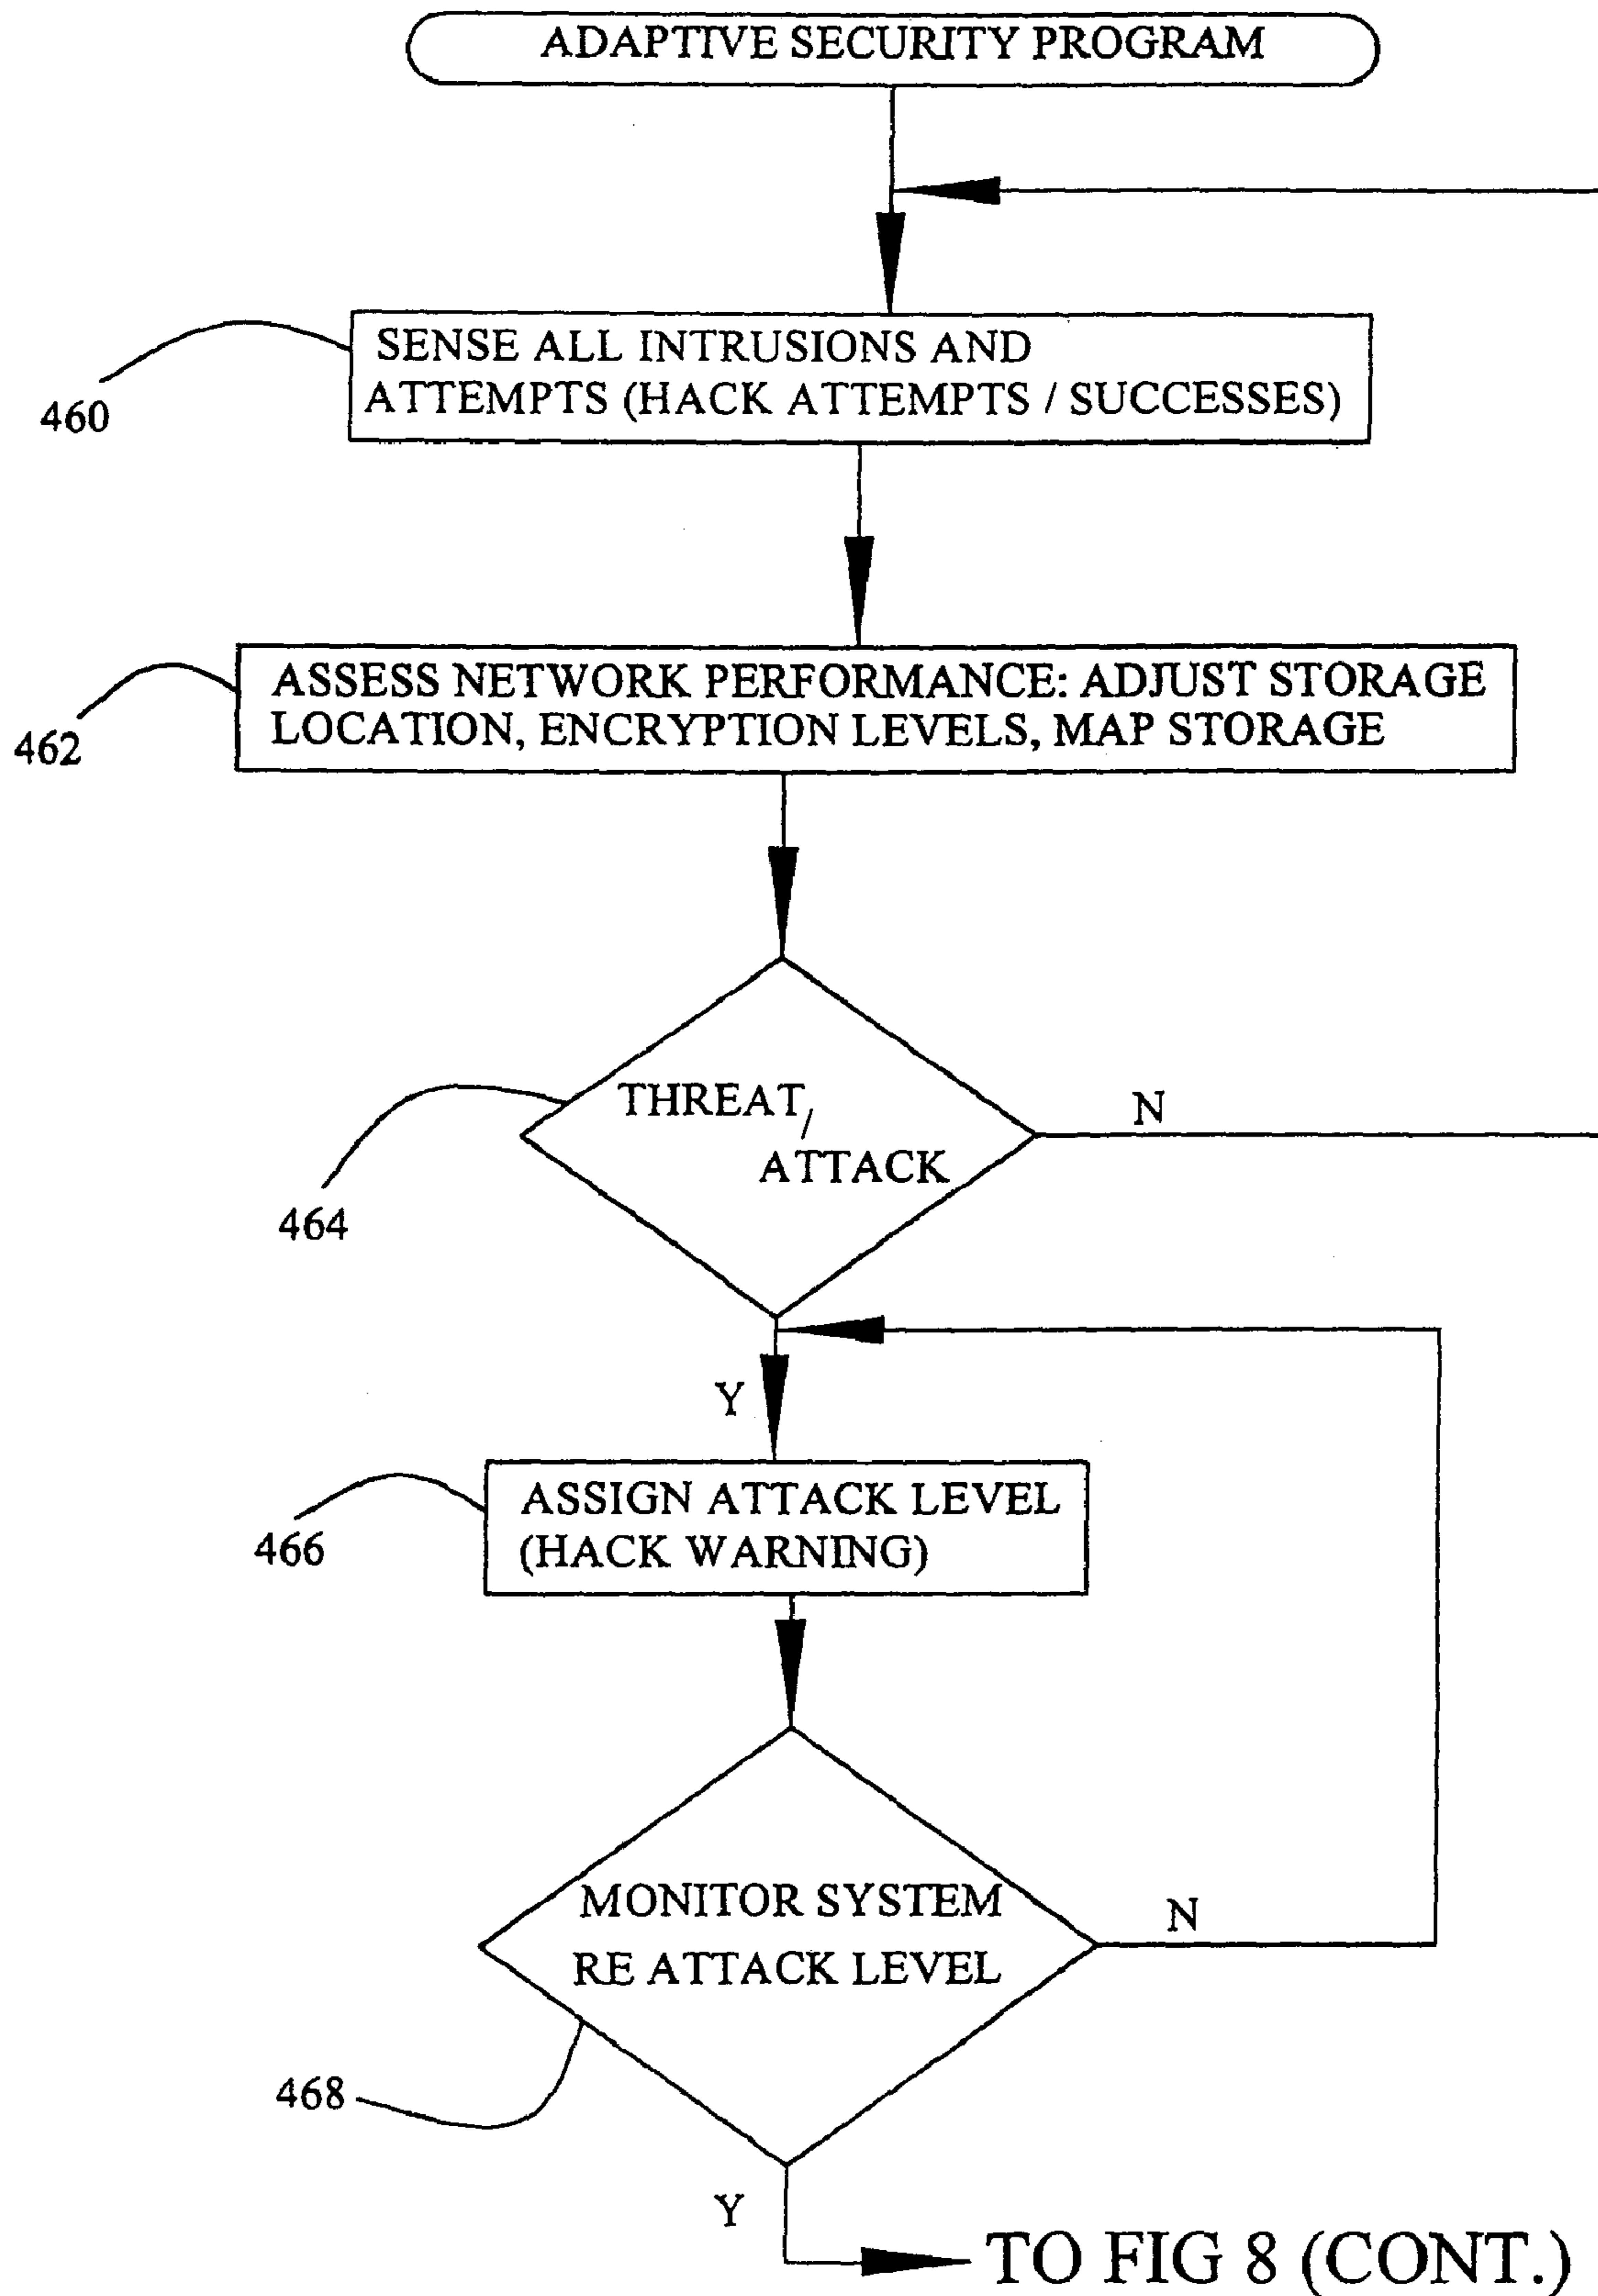 ADAPTIVE SECURITY PROGRAM
SENSE ALL INTRUSIONS AND
ATTEMPTS (HACK ATTEMPTS / SUCCESSES)
460
ASSESS NETWORK PERFORMANCE: ADJUST STORAGE
LOCATION, ENCRYPTION LEVELS, MAP STORAGE
462
THREAT/
ATTACK
N
464
Y
ASSIGN ATTACK LEVEL
(HACK WARNING)
466
MONITOR SYSTEM
RE ATTACK LEVEL
N
468
Y
TO FIG 8 (CONT.)